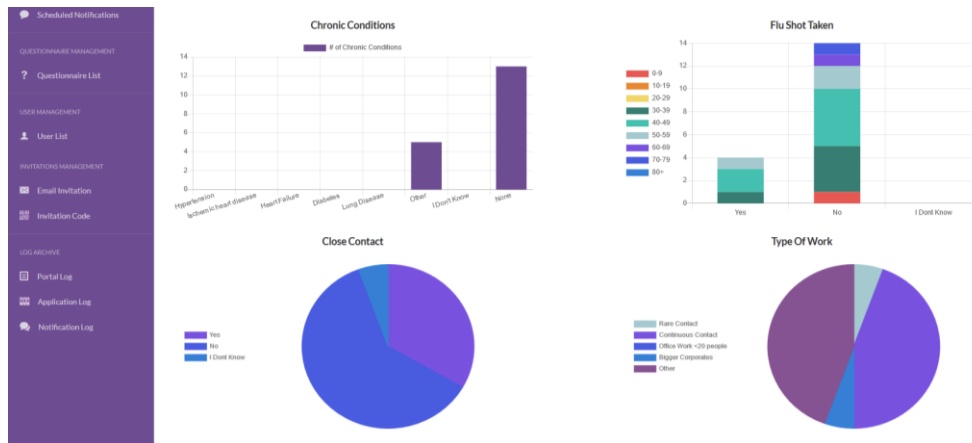 Scheduled Notifications
QUESTIONNAIRE MANAGEMENT
Questionnaire List
USER MANAGEMENT
User List
INVITATIONS MANAGEMENT
Email Invitation
Invitation Code
LOG ARCHIVE
Portal Log
Application Log
Notification Log
Chronic Conditions
# of Chronic Conditions
14
12
10
8
6
4
2
0
Hypertension
Ischemic heart disease
Heart Failure
Diabetes
Lung Disease
Other
I Don't Know
None
Flu Shot Taken
0-9
10-19
20-29
30-39
40-49
50-59
60-69
70-79
80+
14
12
10
8
6
4
2
0
Yes
No
I Dont Know
Close Contact
Yes
No
I Dont Know
Type Of Work
Rare Contact
Continuous Contact
Office Work <20 people
Bigger Corporates
Other